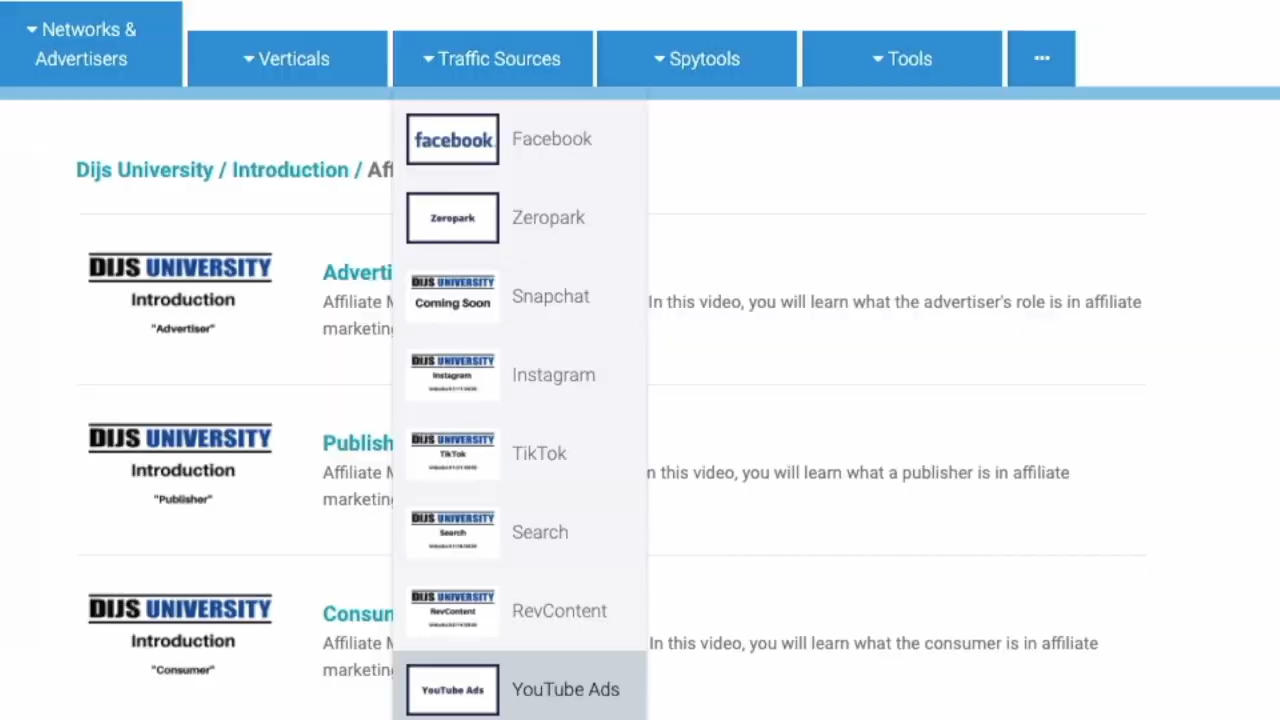 Networks &
Advertisers
Verticals
Traffic Sources
Spytools
Tools
facebook
Facebook
Dijs University / Introduction / Aff
Zeropark
Zeropark
DIJS UNIVERSITY
Introduction
"Advertiser"
Adverti
Affiliate M
In this video, you will learn what the advertiser's role is in affiliate
marketing
DIJS UNIVERSITY
Coming Soon
Snapchat
DIJS UNIVERSITY
Instagram
Instagram
DIJS UNIVERSITY
Introduction
"Publisher"
Publish
Affiliate M
n this video, you will learn what a publisher is in affiliate
marketing
DIJS UNIVERSITY
TikTok
TikTok
DIJS UNIVERSITY
Search
Search
DIJS UNIVERSITY
RevContent
RevContent
DIJS UNIVERSITY
Introduction
"Consumer"
Consum
Affiliate M
In this video, you will learn what the consumer is in affiliate
marketing
YouTube Ads
YouTube Ads